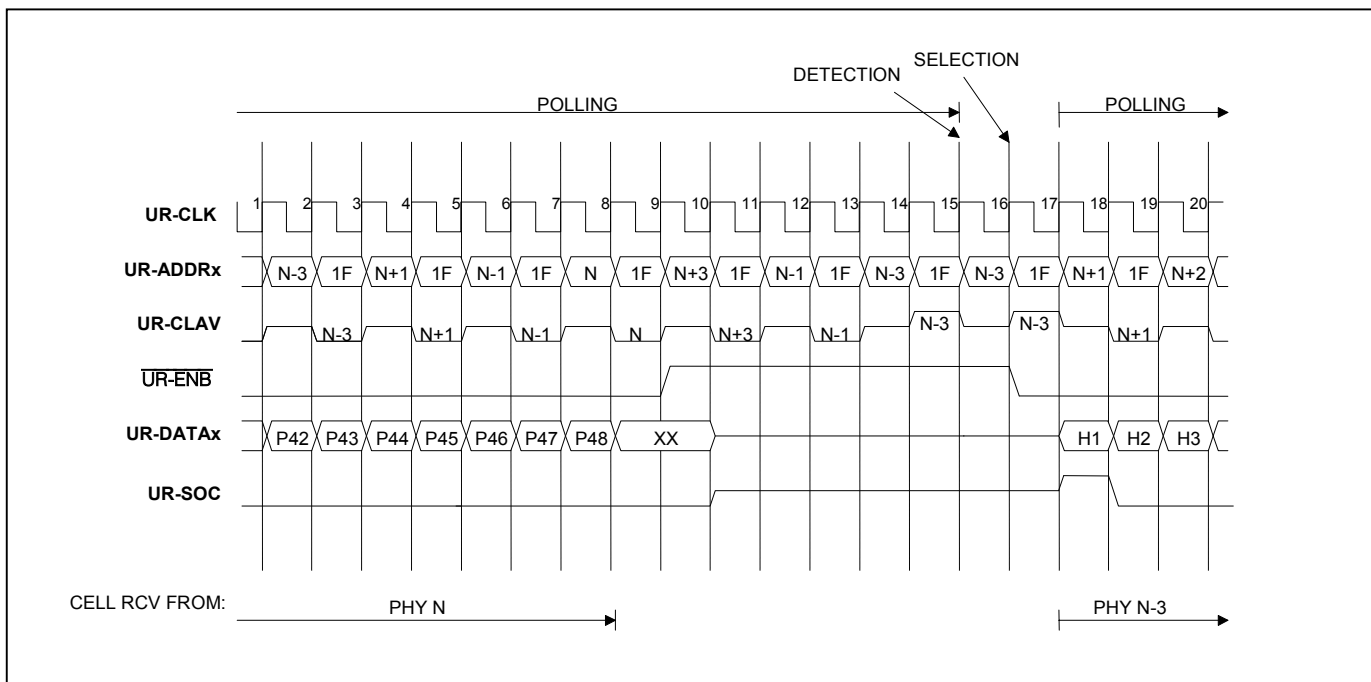 SELECTION
DETECTION
POLLING POLLING
UR-CLK 1 2 3 4 5 6 7 8 9 10 11 12 13 14 15 16 17 18 19 20
UR-ADDRx N-3 1F N+1 1F N-1 1F N 1F N+3 1F N-1 1F N-3 1F N-3 1F N+1 1F N+2
UR-CLAV N-3 N+1 N-1 N N+3 N-1 N-3 N-3 N+1
UR-ENB
UR-DATAx P42 P43 P44 P45 P46 P47 P48 XX H1 H2 H3
UR-SOC
CELL RCV FROM: PHY N PHY N-3